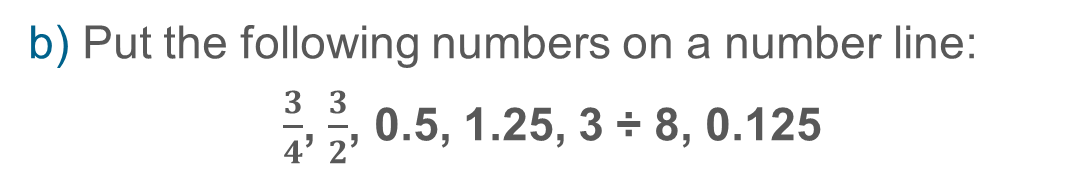 b) Put the following numbers on a number line:
3/4, 3/2, 0.5, 1.25, 3 ÷ 8, 0.125